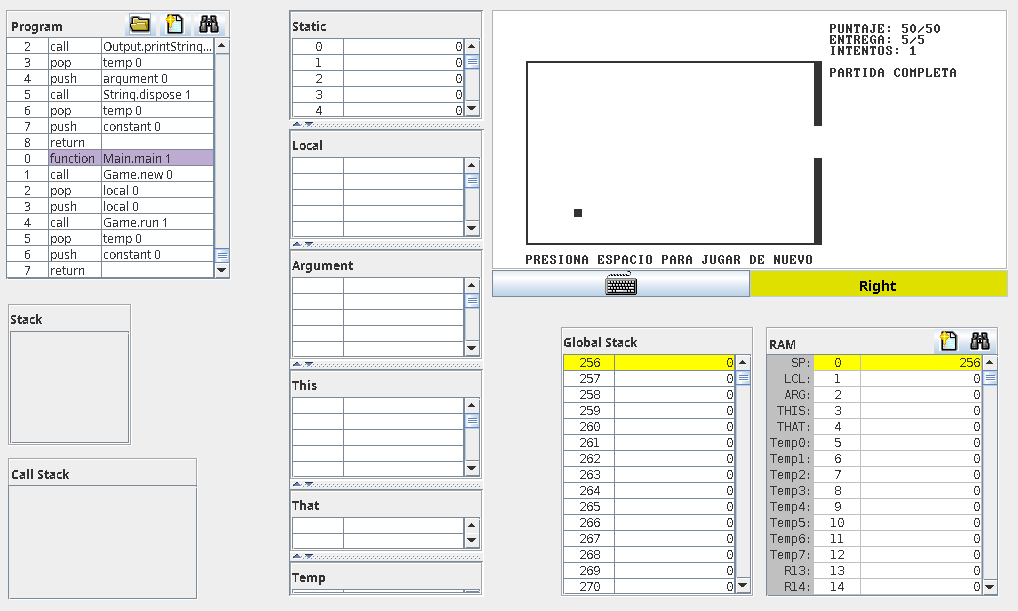 Program
2 call Output.printString...
3 pop temp 0
4 push argument 0
5 call String.dispose 1
6 pop temp 0
7 push constant 0
8 return
0 function Main.main 1
1 call Game.new 0
2 pop local 0
3 push local 0
4 call Game.run 1
5 pop temp 0
6 push constant 0
7 return
Stack
Call Stack
Static
0 0
1 0
2 0
3 0
4 0
Local
Argument
This
That
Temp
PUNTAJE: 50/50
ENTREGA: 5/5
INTENTOS: 1
PARTIDA COMPLETA
PRESIONA ESPACIO PARA JUGAR DE NUEVO
Right
Global Stack
256 0
257 0
258 0
259 0
260 0
261 0
262 0
263 0
264 0
265 0
266 0
267 0
268 0
269 0
270 0
RAM
SP: 0 256
LCL: 1 0
ARG: 2 0
THIS: 3 0
THAT: 4 0
Temp0: 5 0
Temp1: 6 0
Temp2: 7 0
Temp3: 8 0
Temp4: 9 0
Temp5: 10 0
Temp6: 11 0
Temp7: 12 0
R13: 13 0
R14: 14 0